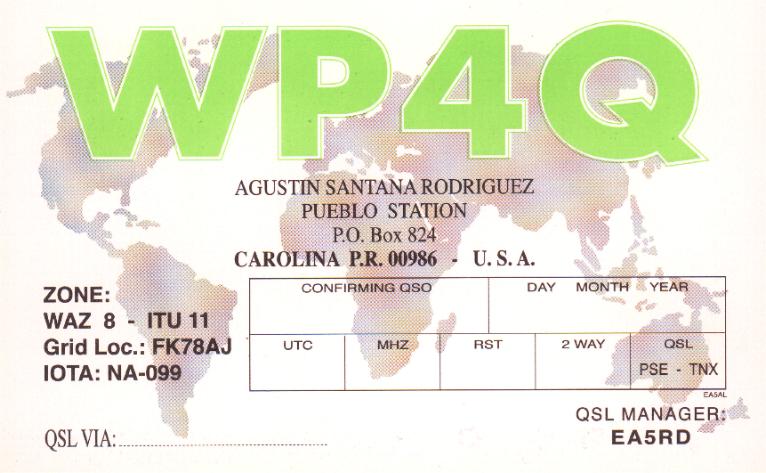 WP4Q
AGUSTIN SANTANA RODRIGUEZ
PUEBLO STATION
P.O. Box 824
CAROLINA P.R. 00986 - U.S.A.
ZONE:
WAZ 8 - ITU 11
Grid Loc.: FK78AJ
IOTA: NA-099
CONFIRMING QSO DAY MONTH YEAR
UTC MHZ RST 2 WAY QSL
PSE - TNX
EA5AL
QSL MANAGER:
EA5RD
QSL VIA: